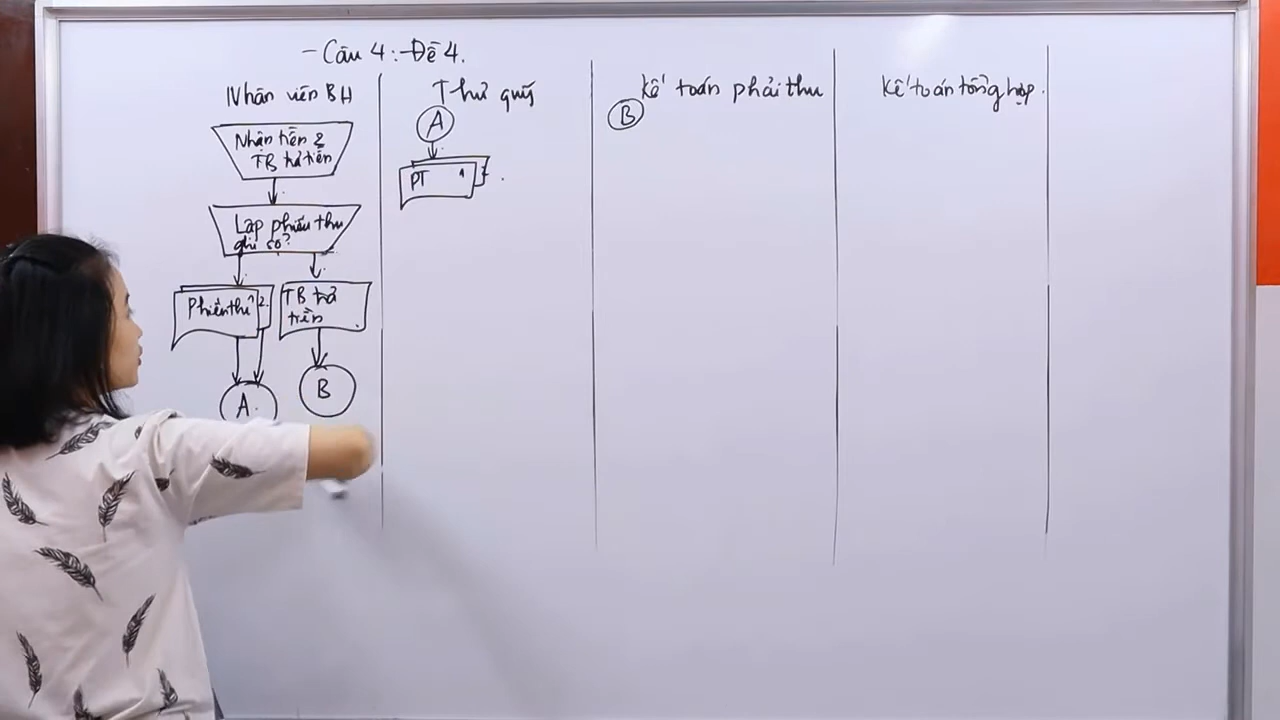 - Câu 4: Đề 4.
Nhân viên BH
Nhận tiền &
TB trả tiền
Lập phiếu thu
ghi sổ?
Phiếu thu 2.
TB trả
tiền
A.
B
Thủ quỹ
A
PT 1 2
Kế toán phải thu
B
Kế toán tổng hợp.